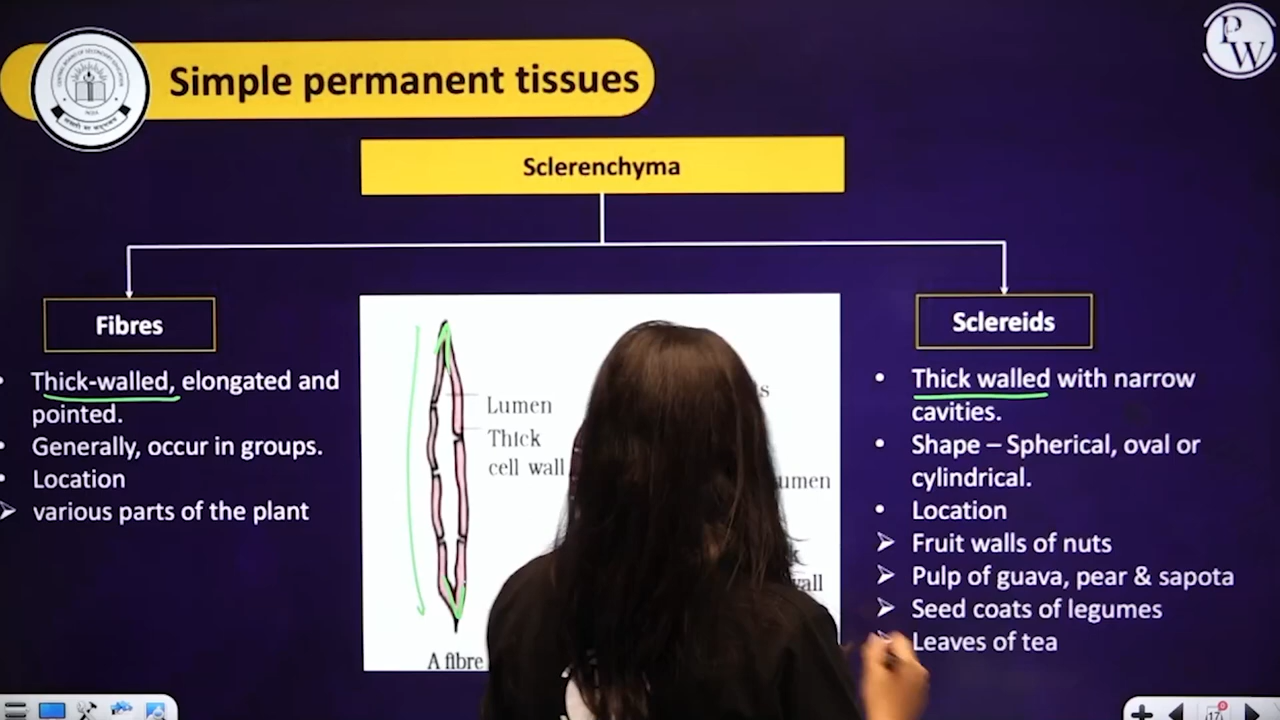 PW
Simple permanent tissues
Sclerenchyma
Fibres
Thick-walled, elongated and
pointed.
Generally, occur in groups.
Location
various parts of the plant
Lumen
Thick
cell wall
A fibre
Sclereids
Thick walled with narrow
cavities.
Shape – Spherical, oval or
cylindrical.
Location
Fruit walls of nuts
Pulp of guava, pear & sapota
Seed coats of legumes
Leaves of tea
17